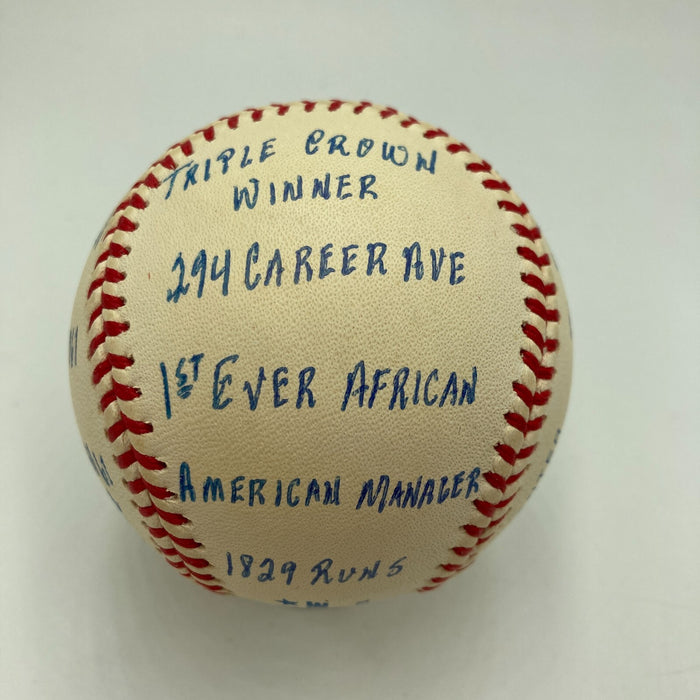 TRIPLE CROWN
WINNER
294 CAREER AVE
1ST EVER AFRICAN
AMERICAN MANAGER
1829 RUNS